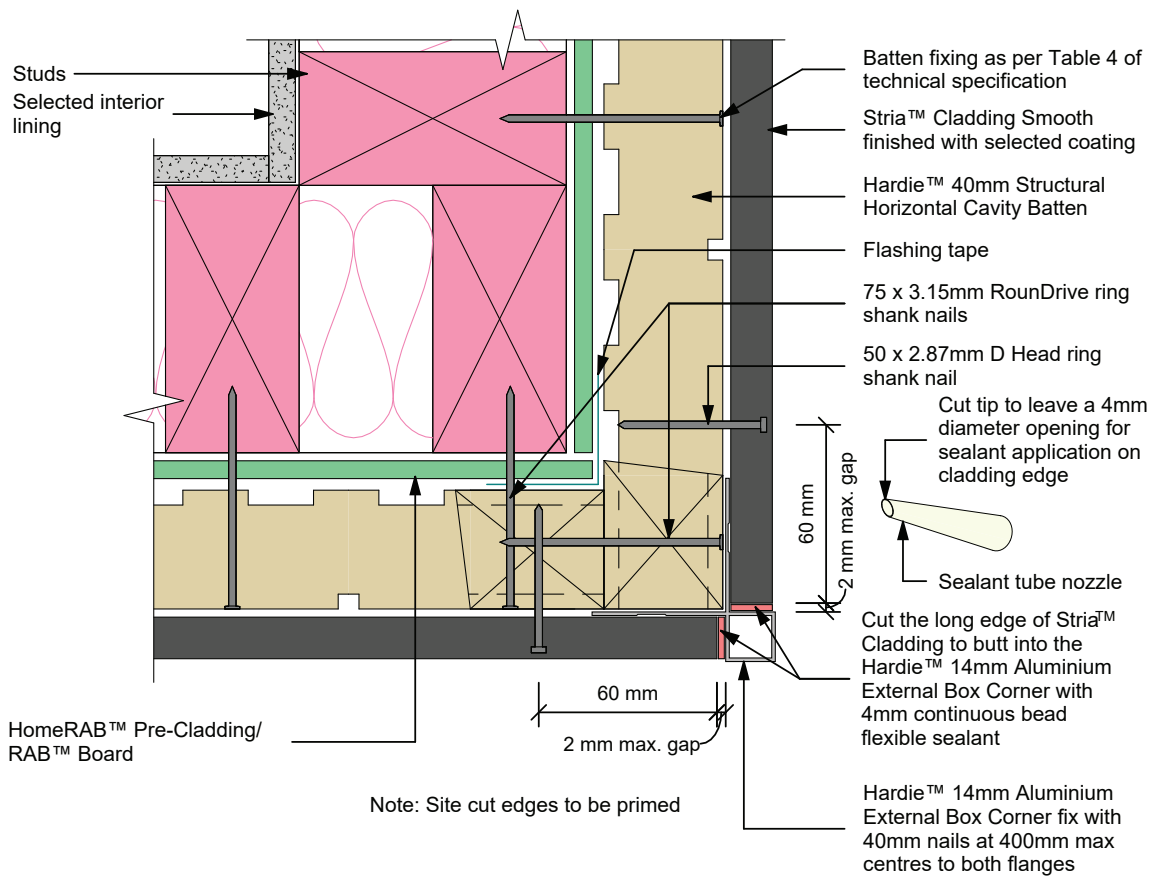 Studs
Selected interior
lining
Batten fixing as per Table 4 of
technical specification
Stria™ Cladding Smooth
finished with selected coating
Hardie™ 40mm Structural
Horizontal Cavity Batten
Flashing tape
75 x 3.15mm RounDrive ring
shank nails
50 x 2.87mm D Head ring
shank nail
Cut tip to leave a 4mm
diameter opening for
sealant application on
cladding edge
60 mm
2 mm max. gap
Sealant tube nozzle
Cut the long edge of Stria™
Cladding to butt into the
Hardie™ 14mm Aluminium
External Box Corner with
4mm continuous bead
flexible sealant
60 mm
2 mm max. gap
HomeRAB™ Pre-Cladding/
RAB™ Board
Note: Site cut edges to be primed
Hardie™ 14mm Aluminium
External Box Corner fix with
40mm nails at 400mm max
centres to both flanges